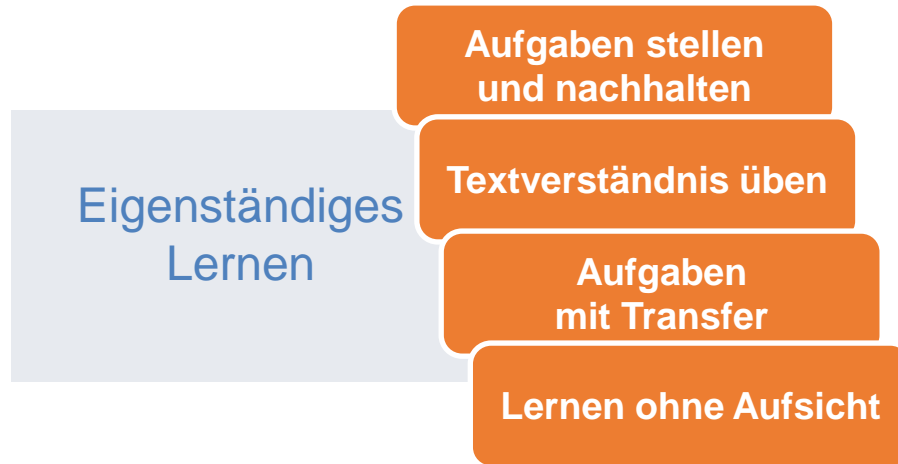 Aufgaben stellen
und nachhalten
Eigenständiges
Lernen
Textverständnis üben
Aufgaben
mit Transfer
Lernen ohne Aufsicht